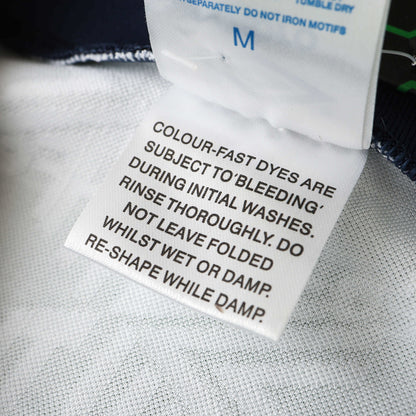 TUMBLE DRY
SEPARATELY DO NOT IRON MOTIFS
M
COLOUR-FAST DYES ARE
SUBJECT TO 'BLEEDING'
DURING INITIAL WASHES.
RINSE THOROUGHLY. DO
NOT LEAVE FOLDED
WHILST WET OR DAMP.
RE-SHAPE WHILE DAMP.